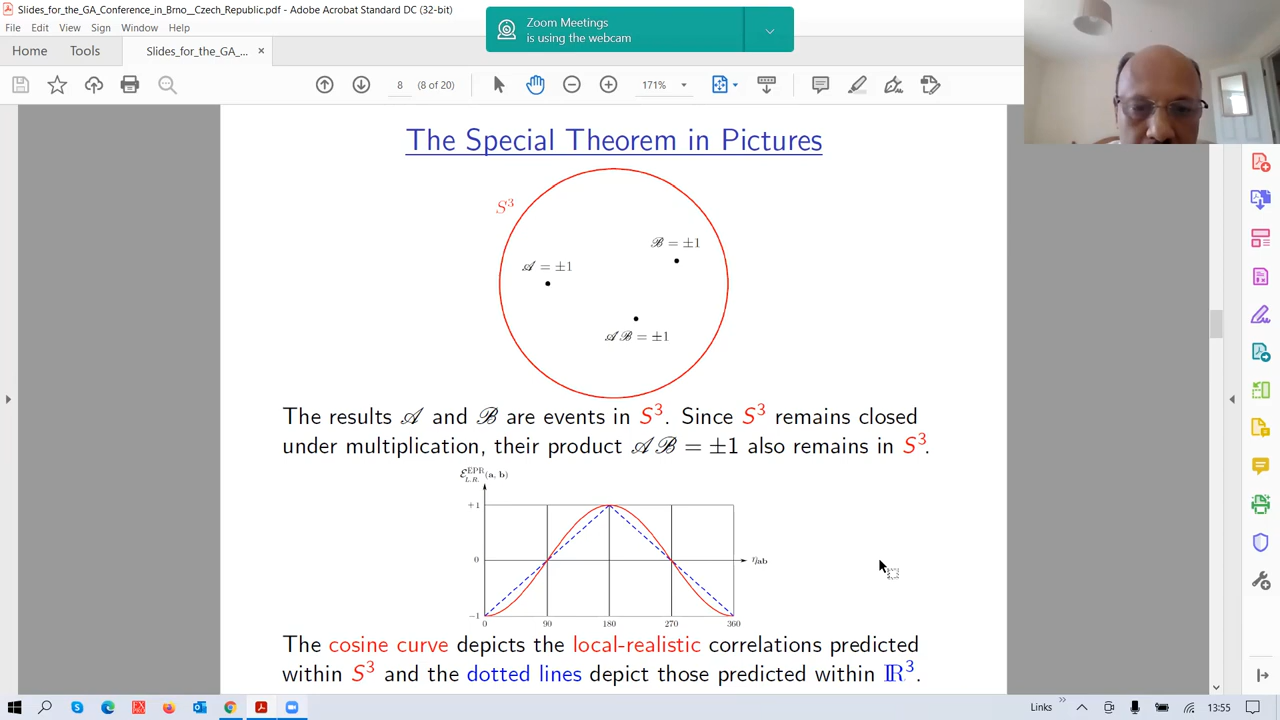 Slides_for_the_GA_Conference_in_Brno__Czech_Republic.pdf - Adobe Acrobat Standard DC (32-bit)
File Edit View Sign Window Help
Zoom Meetings
is using the webcam
Home Tools Slides_for_the_GA_... ×
8 (8 of 20) 171%
The Special Theorem in Pictures
S³
ℬ = ±1
𝒜 = ±1
𝒜ℬ = ±1
The results 𝒜 and ℬ are events in S³. Since S³ remains closed
under multiplication, their product 𝒜ℬ = ±1 also remains in S³.
ℰ^EPR_L.R.(a, b)
+1
0
η_ab
−1
0 90 180 270 360
The cosine curve depicts the local-realistic correlations predicted
within S³ and the dotted lines depict those predicted within ℝ³.
Links » 13:55